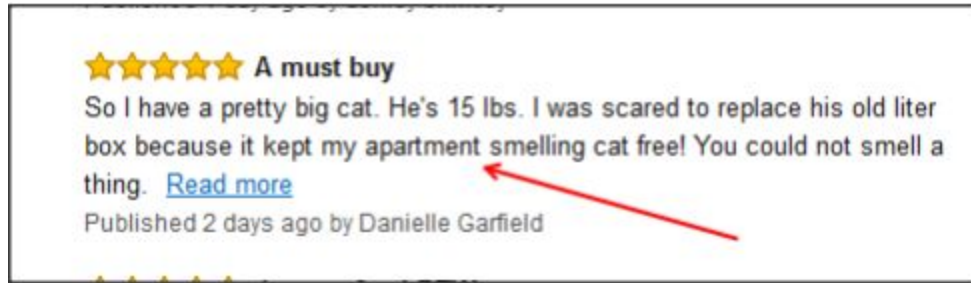 A must buy
So I have a pretty big cat. He's 15 lbs. I was scared to replace his old liter
box because it kept my apartment smelling cat free! You could not smell a
thing. Read more
Published 2 days ago by Danielle Garfield